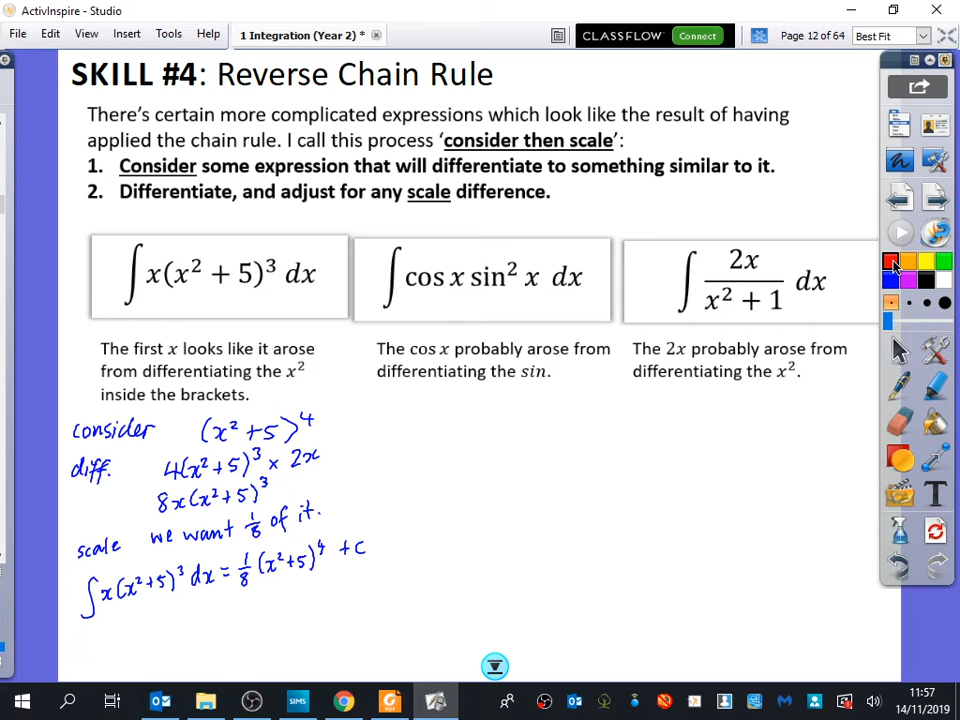 ActivInspire - Studio
File Edit View Insert Tools Help
1 Integration (Year 2) *
CLASSFLOW Connect
Page 12 of 64
Best Fit
SKILL #4: Reverse Chain Rule
There's certain more complicated expressions which look like the result of having
applied the chain rule. I call this process 'consider then scale':
1. Consider some expression that will differentiate to something similar to it.
2. Differentiate, and adjust for any scale difference.
∫ x(x² + 5)³ dx
∫ cos x sin² x dx
∫ 2x/(x² + 1) dx
The first x looks like it arose
from differentiating the x²
inside the brackets.
The cos x probably arose from
differentiating the sin.
The 2x probably arose from
differentiating the x².
consider (x² + 5)⁴
diff. 4(x² + 5)³ × 2x
8x(x² + 5)³
scale we want 1/8 of it.
∫ x(x² + 5)³ dx = 1/8 (x² + 5)⁴ + c
T
SIMS
11:57
14/11/2019